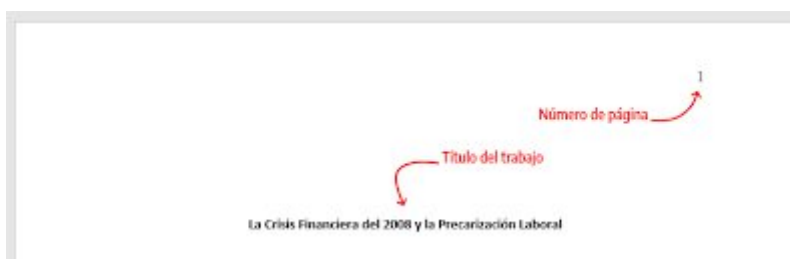 1
Número de página
Título del trabajo
La Crisis Financiera del 2008 y la Precarización Laboral